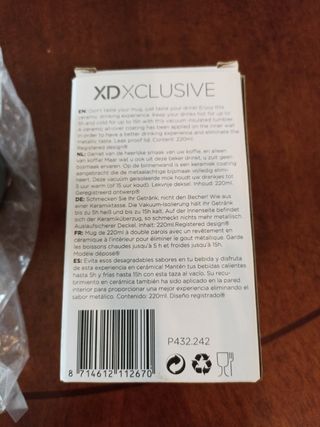 XDXCLUSIVE
EN: Don't taste your mug, just taste your drink! Enjoy this
ceramic drinking experience. Keep your drinks hot for up to
5h and cold for up to 15h with this vacuum insulated tumbler.
A ceramic all-over coating has been applied on the inner wall
in order to have a better drinking experience and eliminate the
metallic taste. Leak proof lid. Content: 220ml.
Registered design®
NL: Geniet van de heerlijke smaak van uw koffie, en alleen
van koffie! Maar wat u ook uit deze beker drinkt, u zult geen
bijsmaak ervaren. Op de binnenwand is een keramiek coating
aangebracht die de metaalachtige bijsmaak volledig elimi-
neert. Deze vacuüm geïsoleerde mok houdt uw drankjes tot
5 uur warm (of 15 uur koud). Lekvrije deksel. Inhoud: 220ml.
Geregistreerd ontwerp®
DE: Schmecken Sie Ihr Getränk, nicht den Becher! Wie aus
einer Keramiktasse. Die Vakuum-Isolierung hält Ihr Getränk
bis zu 5h heiß und bis zu 15h kalt. Auf der Innenseite befindet
sich der Keramiküberzug, so schmeckt nichts mehr metallisch.
Auslaufsicherer Deckel. Inhalt: 220ml.Registered design®
FR: Mug de 220ml à double parois avec un revêtement en
céramique à l'intérieur pour éliminer le goût métallique. Garde
les boissons chaudes jusqu'à 5 h et froides jusqu'à 15h.
Modèle déposé®
ES: Evita esos desagradables sabores en tu bebida y disfruta
de esta experiencia en cerámica! Mantén tus bebidas calientes
hasta 5h y frías hasta 15h con esta taza al vacío. Su recu-
brimiento en cerámica también ha sido aplicado en la pared
interior para proporcionar una mejor experiencia eliminando el
sabor metálico. Contenido: 220ml. Diseño registrado®
P432.242
8 714612 112670